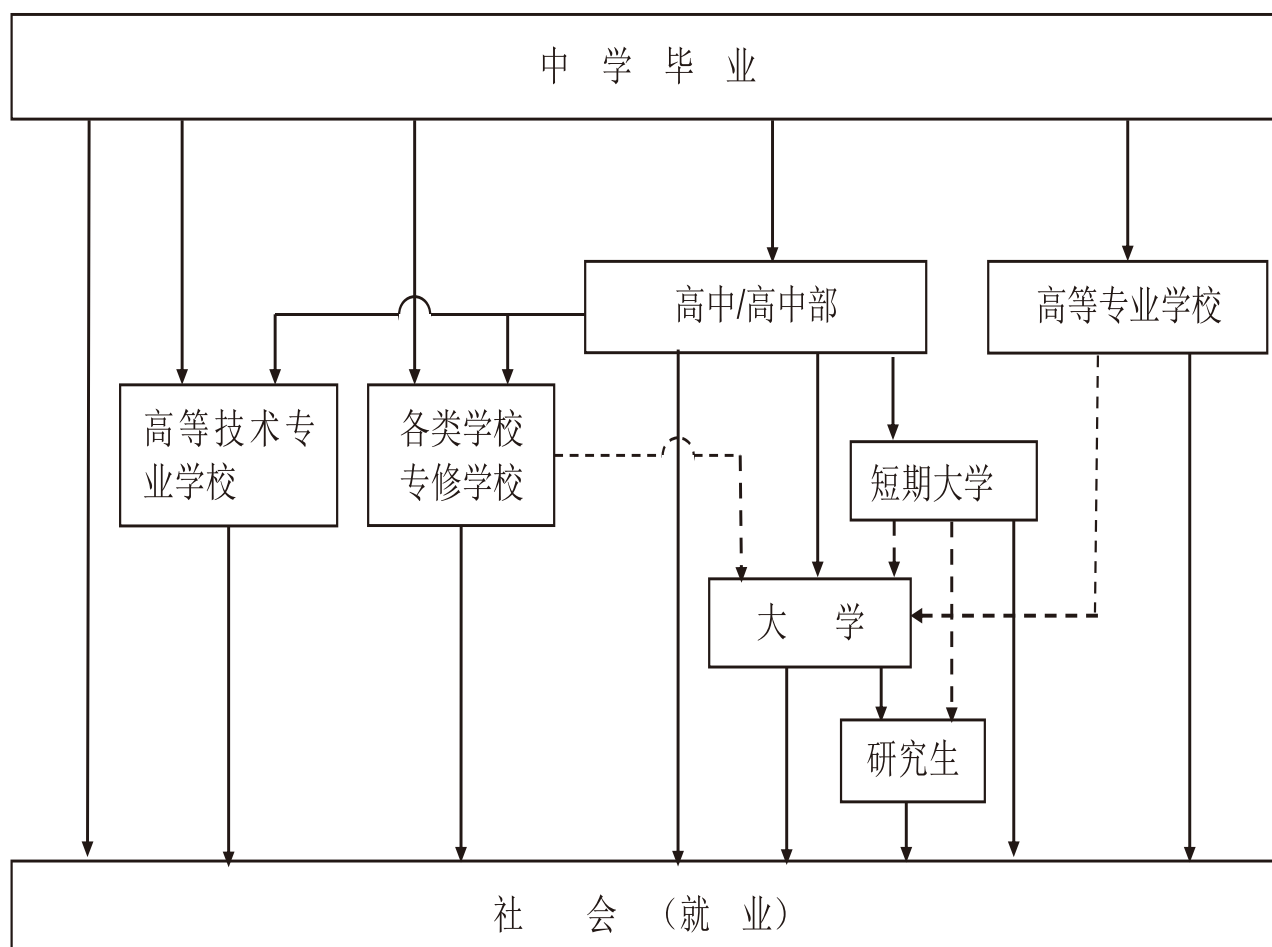 中学毕业
高中/高中部
高等专业学校
高等技术专
业学校
各类学校
专修学校
短期大学
大学
研究生
社会（就业）